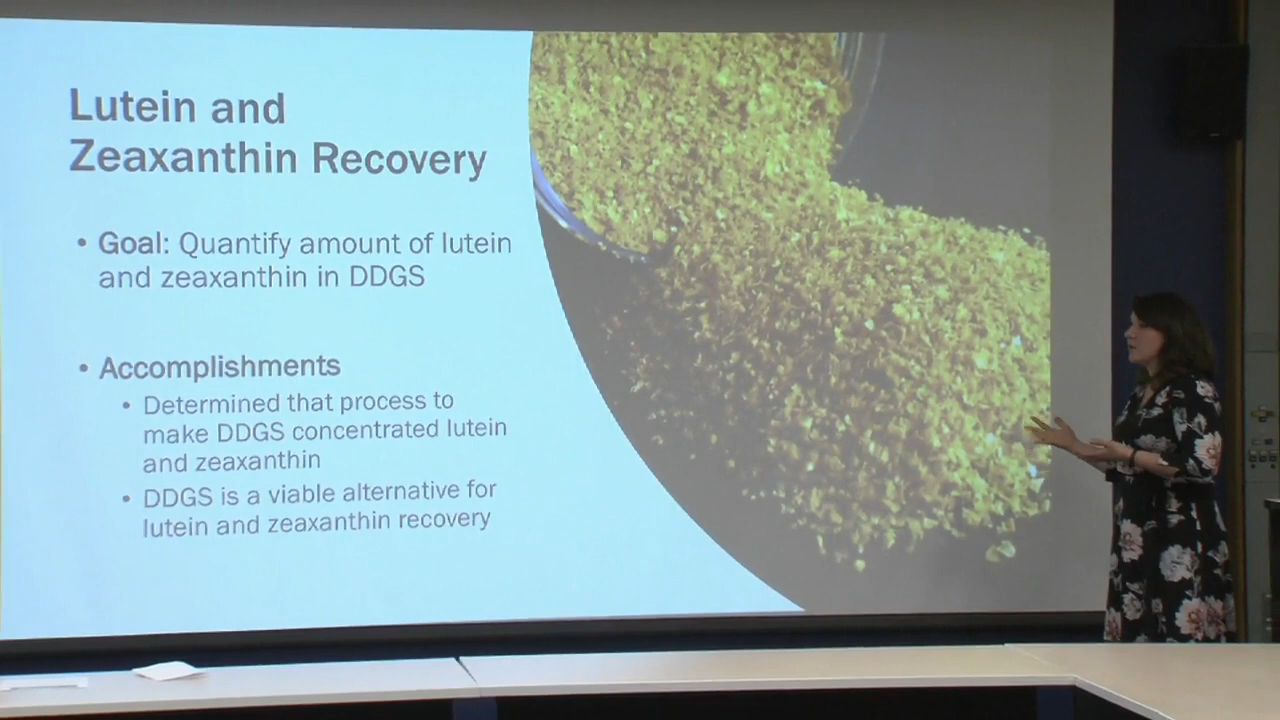 Lutein and
Zeaxanthin Recovery
• Goal: Quantify amount of lutein
and zeaxanthin in DDGS
• Accomplishments
• Determined that process to
make DDGS concentrated lutein
and zeaxanthin
• DDGS is a viable alternative for
lutein and zeaxanthin recovery